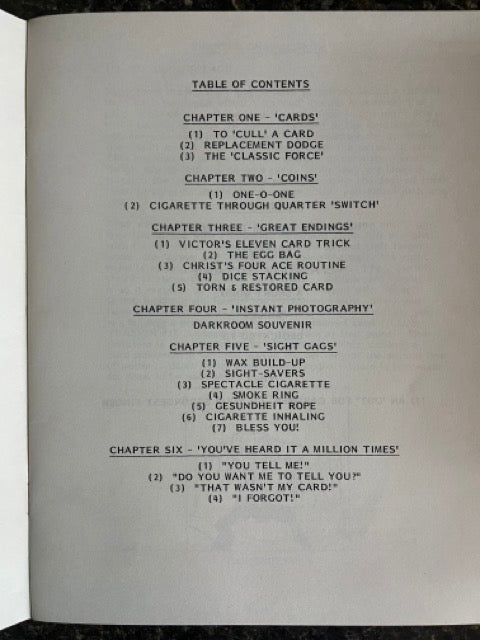 TABLE OF CONTENTS
CHAPTER ONE - 'CARDS'
(1) TO 'CULL' A CARD
(2) REPLACEMENT DODGE
(3) THE 'CLASSIC FORCE'
CHAPTER TWO - 'COINS'
(1) ONE-O-ONE
(2) CIGARETTE THROUGH QUARTER 'SWITCH'
CHAPTER THREE - 'GREAT ENDINGS'
(1) VICTOR'S ELEVEN CARD TRICK
(2) THE EGG BAG
(3) CHRIST'S FOUR ACE ROUTINE
(4) DICE STACKING
(5) TORN & RESTORED CARD
CHAPTER FOUR - 'INSTANT PHOTOGRAPHY'
DARKROOM SOUVENIR
CHAPTER FIVE - 'SIGHT GAGS'
(1) WAX BUILD-UP
(2) SIGHT-SAVERS
(3) SPECTACLE CIGARETTE
(4) SMOKE RING
(5) GESUNDHEIT ROPE
(6) CIGARETTE INHALING
(7) BLESS YOU!
CHAPTER SIX - 'YOU'VE HEARD IT A MILLION TIMES'
(1) "YOU TELL ME!"
(2) "DO YOU WANT ME TO TELL YOU?"
(3) "THAT WASN'T MY CARD!"
(4) "I FORGOT!"